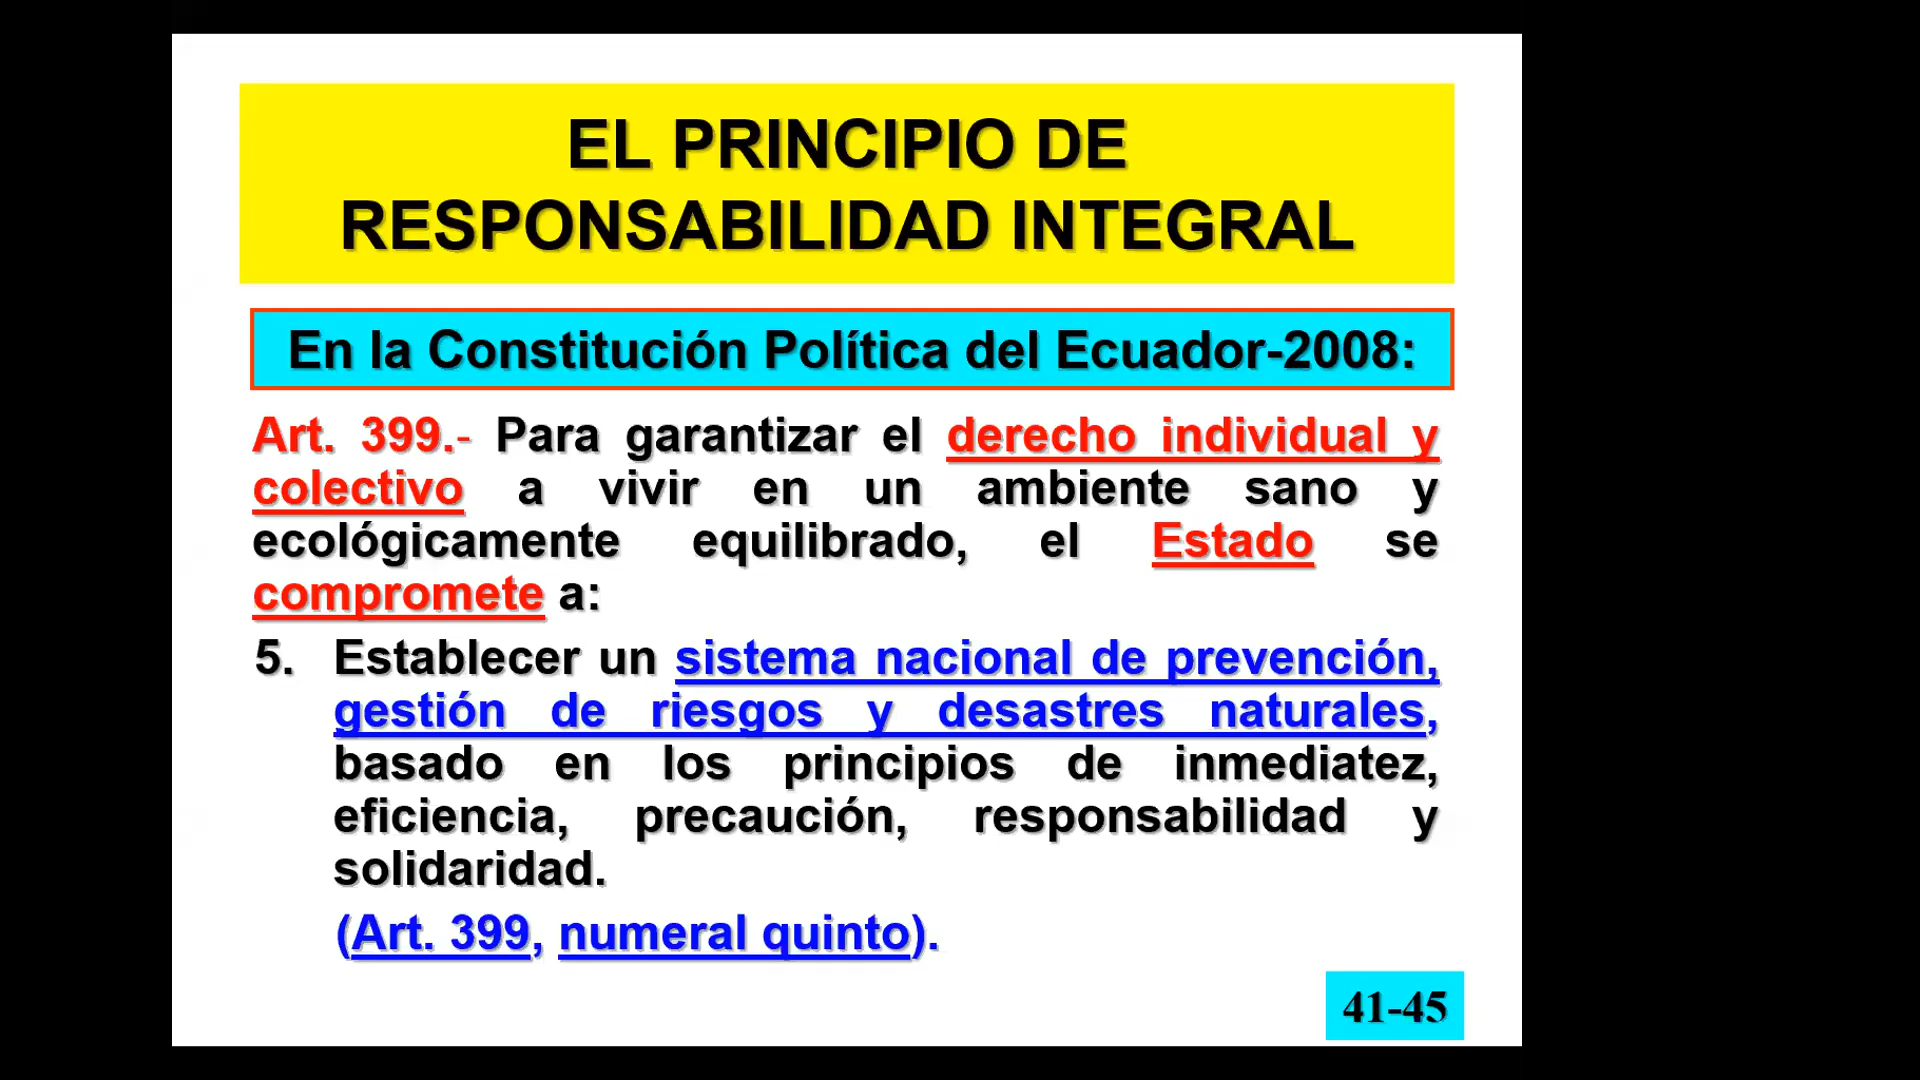 EL PRINCIPIO DE
RESPONSABILIDAD INTEGRAL
En la Constitución Política del Ecuador-2008:
Art. 399.- Para garantizar el derecho individual y
colectivo a vivir en un ambiente sano y
ecológicamente equilibrado, el Estado se
compromete a:
5. Establecer un sistema nacional de prevención,
gestión de riesgos y desastres naturales,
basado en los principios de inmediatez,
eficiencia, precaución, responsabilidad y
solidaridad.
(Art. 399, numeral quinto).
41-45